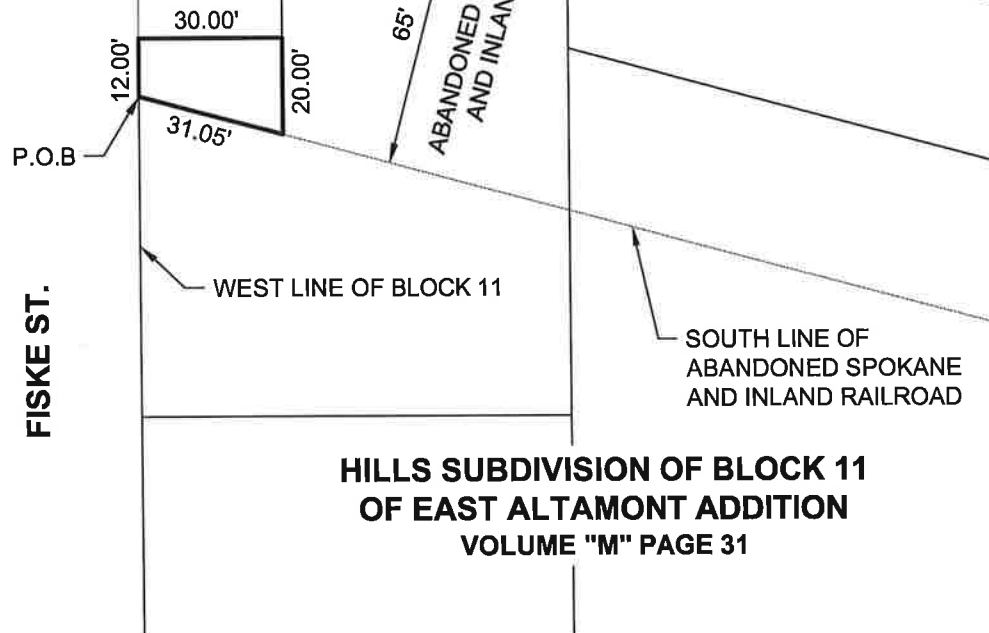 30.00'
12.00'
20.00'
31.05'
P.O.B
65'
ABANDONED
AND INLAN
WEST LINE OF BLOCK 11
FISKE ST.
SOUTH LINE OF
ABANDONED SPOKANE
AND INLAND RAILROAD
HILLS SUBDIVISION OF BLOCK 11
OF EAST ALTAMONT ADDITION
VOLUME "M" PAGE 31